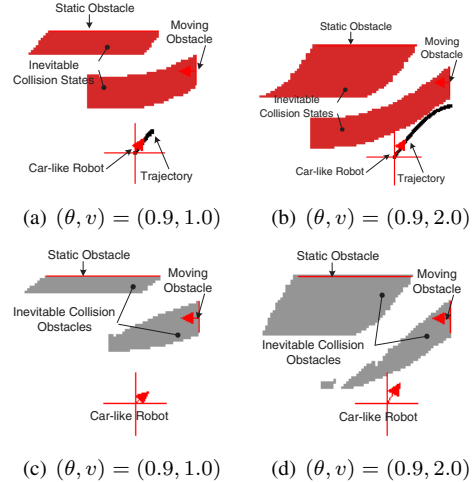 Static Obstacle
Moving
Obstacle
Inevitable
Collision States
Car-like Robot
Trajectory
(a) (θ, v) = (0.9, 1.0)
Static Obstacle
Moving
Obstacle
Inevitable
Collision States
Car-like Robot
Trajectory
(b) (θ, v) = (0.9, 2.0)
Static Obstacle
Moving
Obstacle
Inevitable Collision
Obstacles
Car-like Robot
(c) (θ, v) = (0.9, 1.0)
Static Obstacle
Moving
Obstacle
Inevitable Collision
Obstacles
Car-like Robot
(d) (θ, v) = (0.9, 2.0)